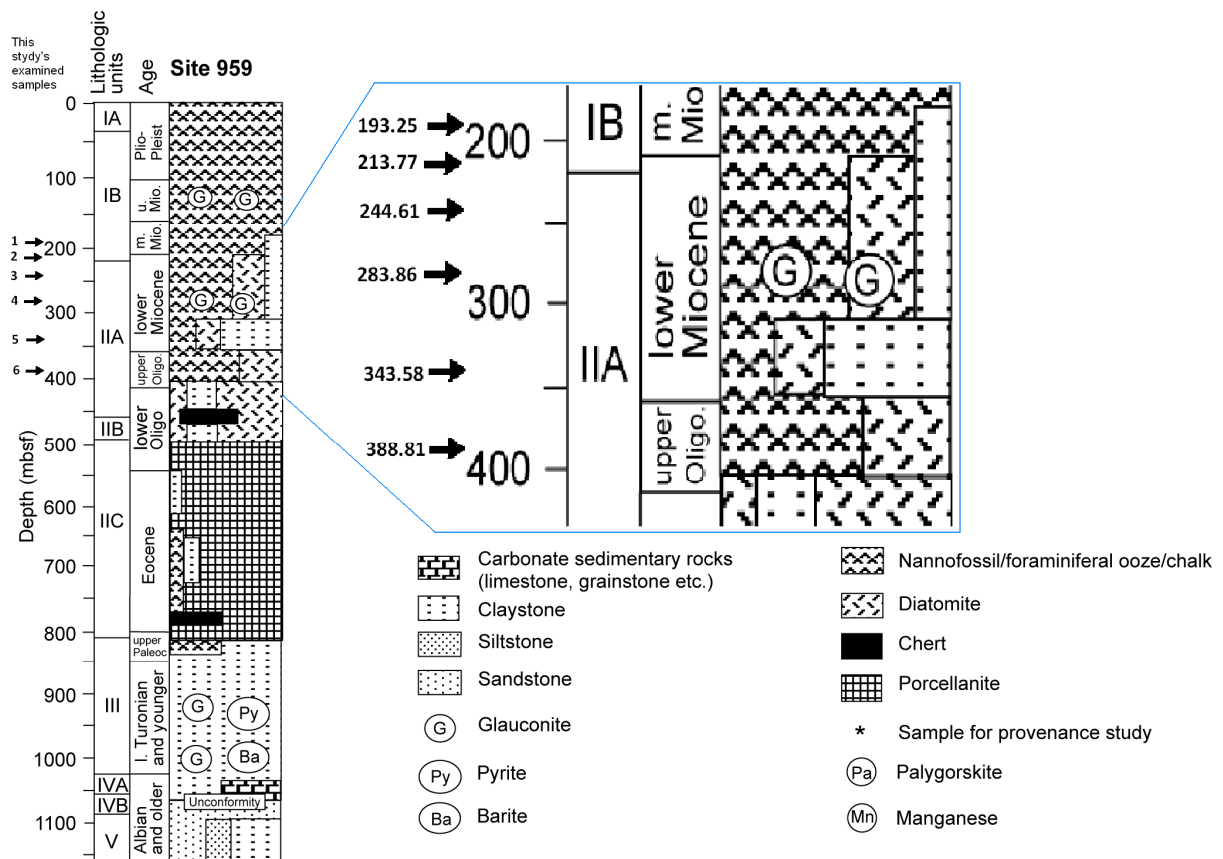 This
stydy's
examined
samples
Lithologic
units
Age
Site 959
Depth (mbsf)
0
100
200
300
400
500
600
700
800
900
1000
1100
1
2
3
4
5
6
IA
IB
IIA
IIB
IIC
III
IVA
IVB
V
Plio-
Pleist
u.
Mio.
m.
Mio.
lower
Miocene
upper
Oligo.
lower
Oligo
Eocene
upper
Paleoc
l. Turonian
and younger
Albian
and older
G
G
G
G
G
Py
G
Ba
Unconformity
193.25
213.77
244.61
283.86
343.58
388.81
200
300
400
IB
IIA
m.
Mio
lower
Miocene
upper
Oligo.
G
G
Carbonate sedimentary rocks
(limestone, grainstone etc.)
Claystone
Siltstone
Sandstone
G Glauconite
Py Pyrite
Ba Barite
Nannofossil/foraminiferal ooze/chalk
Diatomite
Chert
Porcellanite
* Sample for provenance study
Pa Palygorskite
Mn Manganese